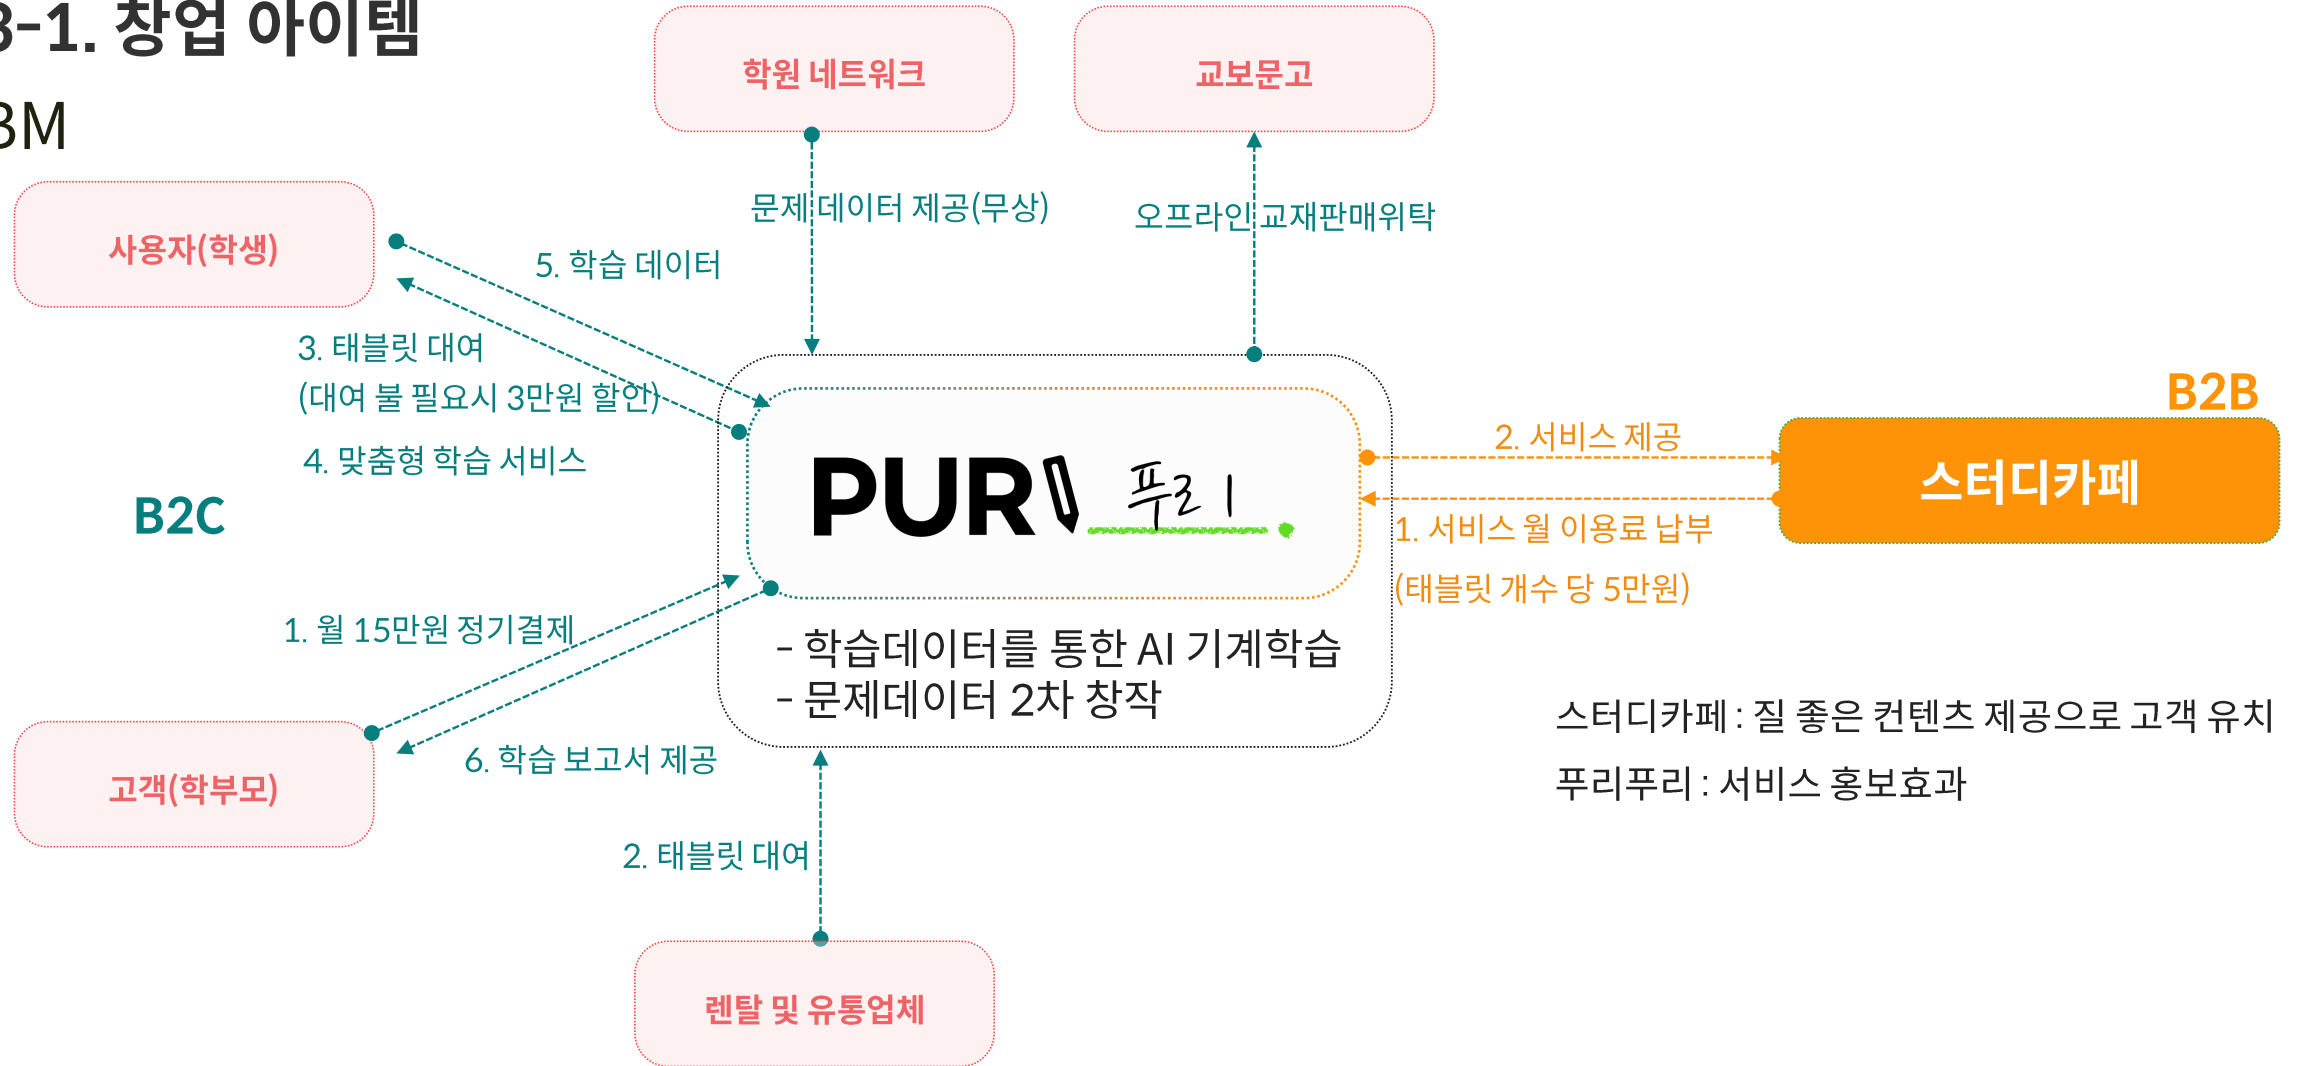 3-1. 창업 아이템
BM
학원 네트워크
교보문고
문제 데이터 제공(무상)
오프라인 교재판매위탁
사용자(학생)
5. 학습 데이터
3. 태블릿 대여
(대여 불 필요시 3만원 할인)
4. 맞춤형 학습 서비스
B2C
PURI 푸리
B2B
2. 서비스 제공
스터디카페
1. 서비스 월 이용료 납부
(태블릿 개수 당 5만원)
1. 월 15만원 정기결제
- 학습데이터를 통한 AI 기계학습
- 문제데이터 2차 창작
스터디카페 : 질 좋은 컨텐츠 제공으로 고객 유치
푸리푸리 : 서비스 홍보효과
고객(학부모)
6. 학습 보고서 제공
2. 태블릿 대여
렌탈 및 유통업체